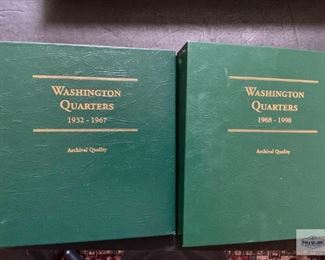 WASHINGTON
QUARTERS
1932 - 1967
Archival Quality
WASHINGTON
QUARTERS
1968 - 1998
Archival Quality